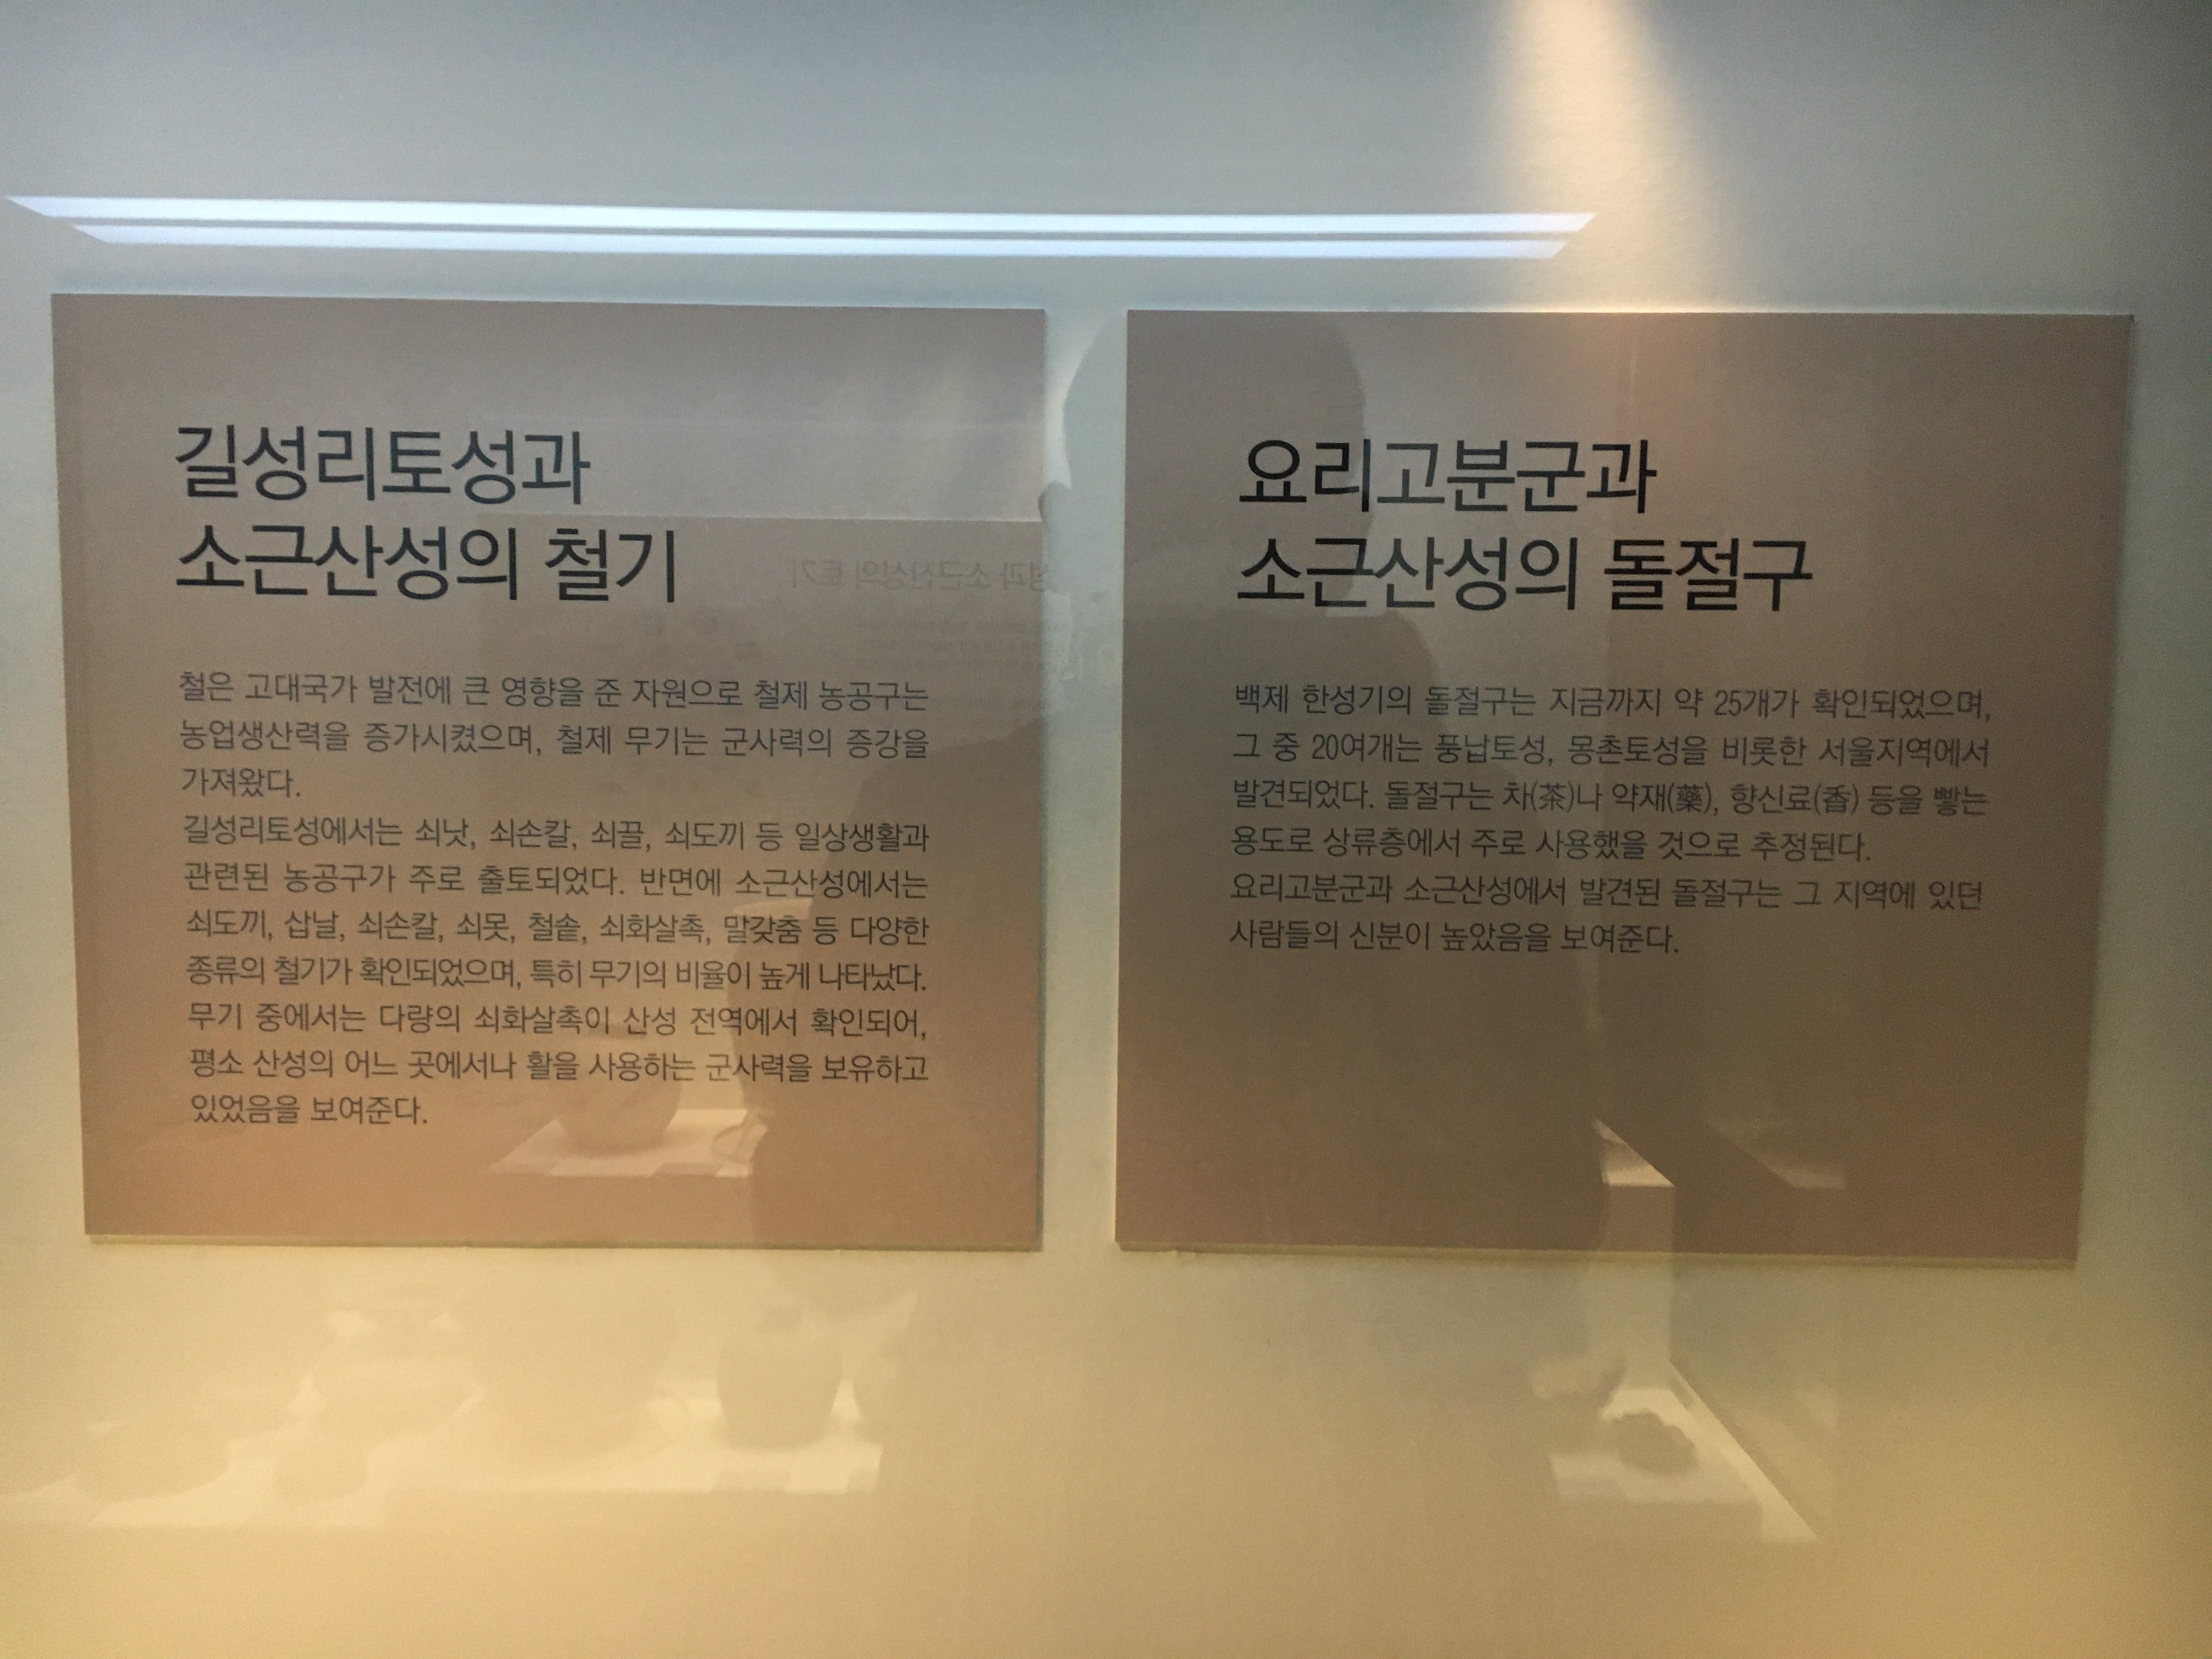 길성리토성과
소근산성의 철기
철은 고대국가 발전에 큰 영향을 준 자원으로 철제 농공구는
농업생산력을 증가시켰으며, 철제 무기는 군사력의 증강을
가져왔다.
길성리토성에서는 쇠낫, 쇠손칼, 쇠끌, 쇠도끼 등 일상생활과
관련된 농공구가 주로 출토되었다. 반면에 소근산성에서는
쇠도끼, 삽날, 쇠손칼, 쇠못, 철솥, 쇠화살촉, 말갖춤 등 다양한
종류의 철기가 확인되었으며, 특히 무기의 비율이 높게 나타났다.
무기 중에서는 다량의 쇠화살촉이 산성 전역에서 확인되어,
평소 산성의 어느 곳에서나 활을 사용하는 군사력을 보유하고
있었음을 보여준다.
요리고분군과
소근산성의 돌절구
백제 한성기의 돌절구는 지금까지 약 25개가 확인되었으며,
그 중 20여개는 풍납토성, 몽촌토성을 비롯한 서울지역에서
발견되었다. 돌절구는 차(茶)나 약재(藥), 향신료(香) 등을 빻는
용도로 상류층에서 주로 사용했을 것으로 추정된다.
요리고분군과 소근산성에서 발견된 돌절구는 그 지역에 있던
사람들의 신분이 높았음을 보여준다.
성과 소근산성의 토기